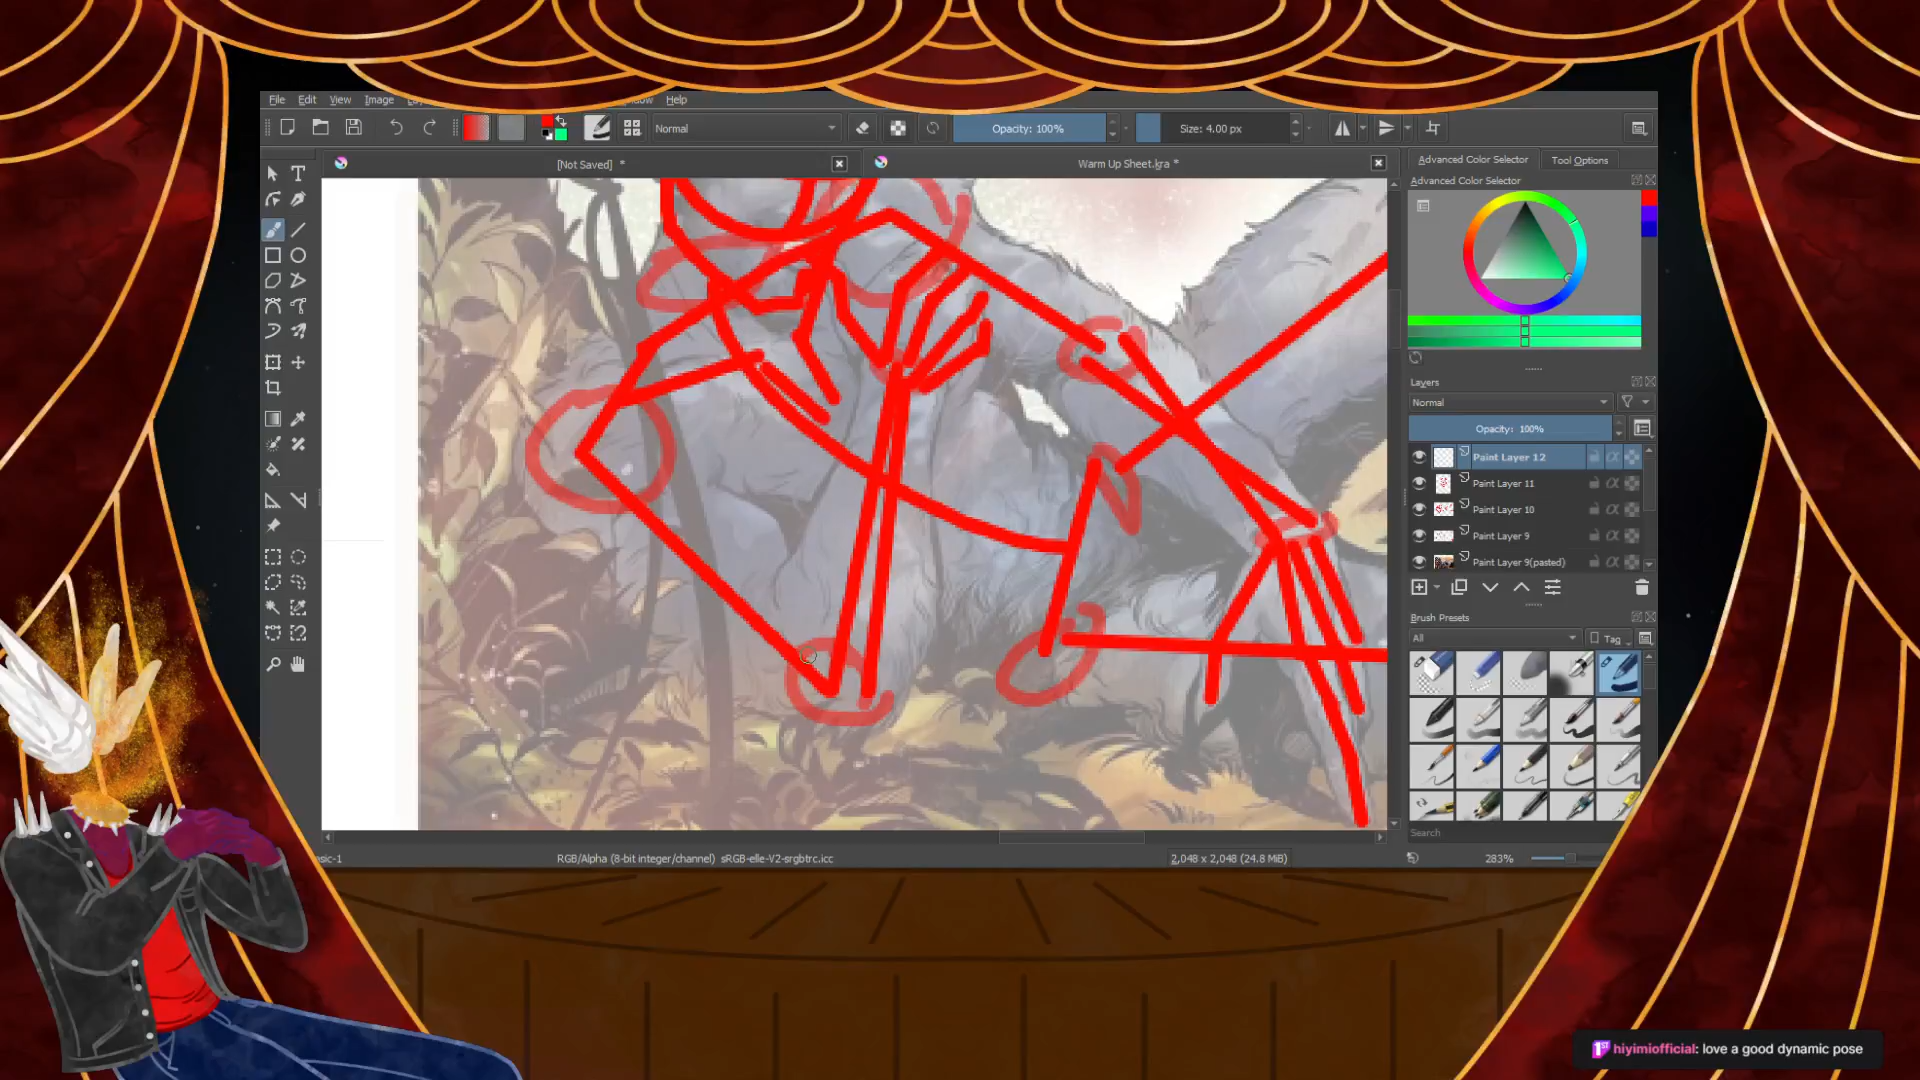 File Edit View Image Help
Normal
Opacity: 100%
Size: 4.00 px
[Not Saved] *
Warm Up Sheet.kra *
Advanced Color Selector
Tool Options
Advanced Color Selector
Layers
Normal
Opacity: 100%
Paint Layer 12
Paint Layer 11
Paint Layer 10
Paint Layer 9
Paint Layer 9(pasted)
Brush Presets
All
Tag
Search
RGB/Alpha (8-bit integer/channel) sRGB-elle-V2-srgbtrc.icc
2,048 x 2,048 (24.8 MiB)
283%
1ST hiyimiofficial: love a good dynamic pose